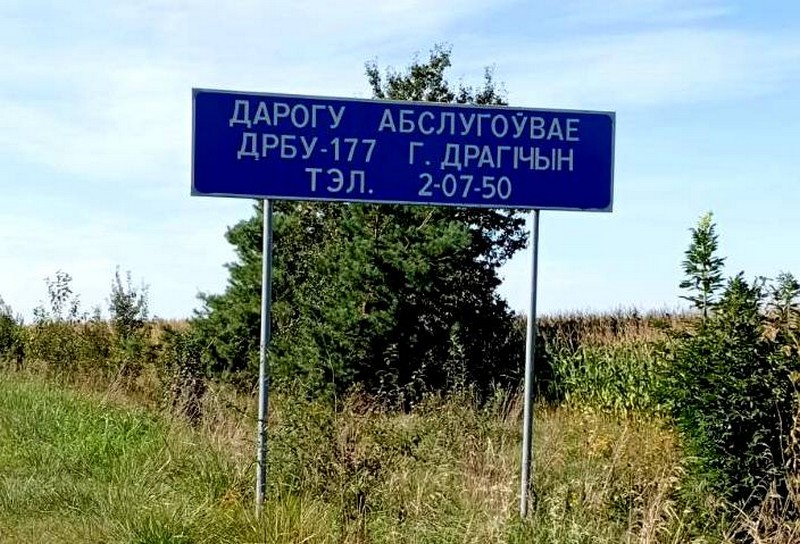 ДАРОГУ АБСЛУГОЎВАЕ
ДРБУ-177 Г. ДРАГІЧЫН
ТЭЛ. 2-07-50